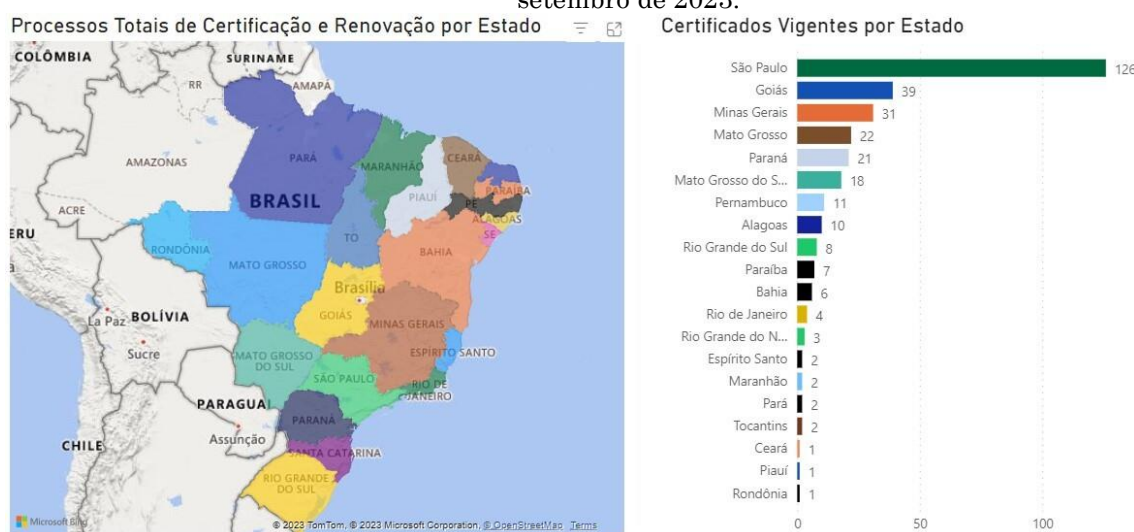 setembro de 2023.
Processos Totais de Certificação e Renovação por Estado
COLÔMBIA
SURINAME
RR
AMAPÁ
AMAZONAS
PARÁ
MARANHÃO
CEARÁ
PARAÍBA
PIAUÍ
PE
ALAGOAS
SE
ACRE
BRASIL
TO
ERU
RONDÔNIA
MATO GROSSO
BAHIA
Brasília
GOIÁS
La Paz
BOLÍVIA
MINAS GERAIS
Sucre
ESPÍRITO SANTO
MATO GROSSO
DO SUL
SÃO PAULO
RIO DE
JANEIRO
PARAGUAI
PARANÁ
Assunção
CHILE
SANTA CATARINA
RIO GRANDE
DO SUL
Microsoft Bing
© 2023 TomTom, © 2023 Microsoft Corporation, © OpenStreetMap Terms
Certificados Vigentes por Estado
São Paulo 126
Goiás 39
Minas Gerais 31
Mato Grosso 22
Paraná 21
Mato Grosso do S... 18
Pernambuco 11
Alagoas 10
Rio Grande do Sul 8
Paraíba 7
Bahia 6
Rio de Janeiro 4
Rio Grande do N... 3
Espírito Santo 2
Maranhão 2
Pará 2
Tocantins 2
Ceará 1
Piauí 1
Rondônia 1
0 50 100